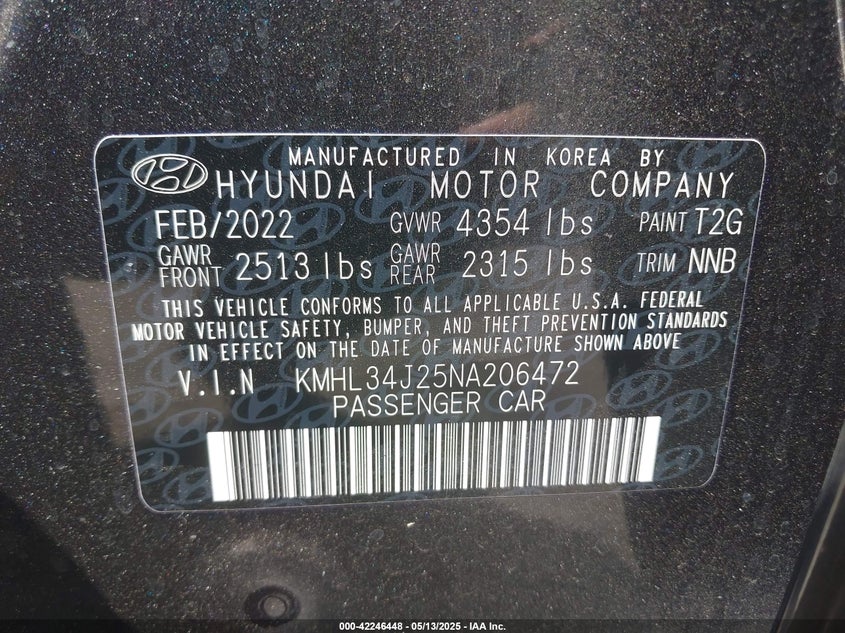 MANUFACTURED IN KOREA BY
HYUNDAI MOTOR COMPANY
FEB/2022 GVWR 4354 lbs PAINT T2G
GAWR FRONT 2513 lbs GAWR REAR 2315 lbs TRIM NNB
THIS VEHICLE CONFORMS TO ALL APPLICABLE U.S.A. FEDERAL
MOTOR VEHICLE SAFETY, BUMPER, AND THEFT PREVENTION STANDARDS
IN EFFECT ON THE DATE OF MANUFACTURE SHOWN ABOVE
V.I.N KMHL34J25NA206472
PASSENGER CAR
000-42246448 - 05/13/2025 - IAA Inc.